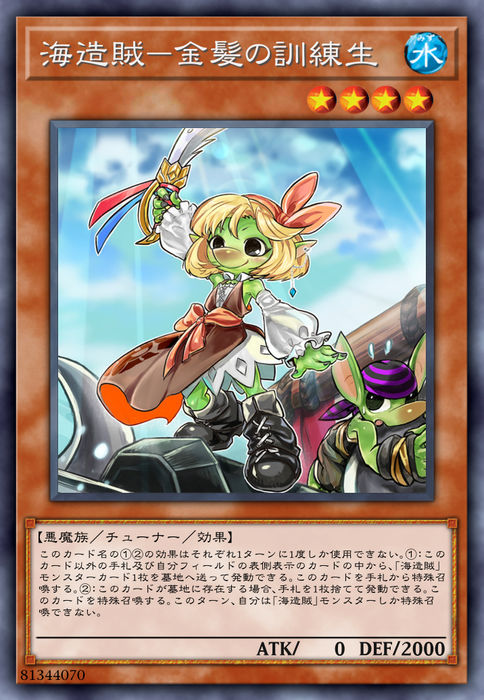 海造賊－金髪の訓練生
みず
水
【悪魔族／チューナー／効果】
このカード名の①②の効果はそれぞれ1ターンに1度しか使用できない。①：この
カード以外の手札及び自分フィールドの表側表示のカードの中から、「海造賊」
モンスターカード1枚を墓地へ送って発動できる。このカードを手札から特殊召
喚する。②：このカードが墓地に存在する場合、手札を1枚捨てて発動できる。こ
のカードを特殊召喚する。このターン、自分は「海造賊」モンスターしか特殊召
喚できない。
ATK/ 0 DEF/2000
81344070